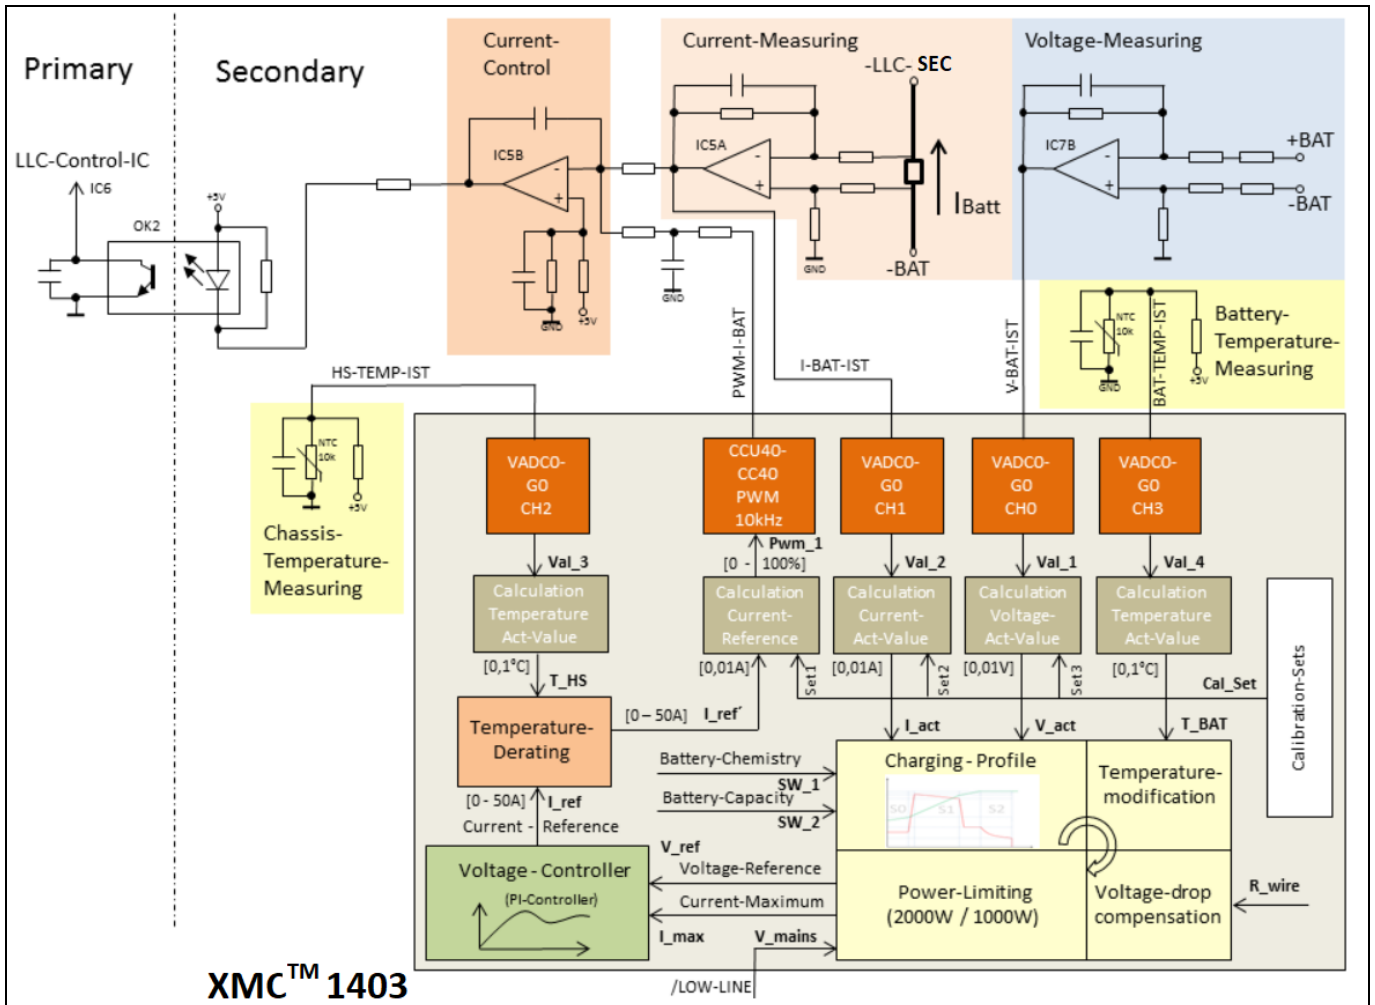 Primary
Secondary
Current-
Control
Current-Measuring
Voltage-Measuring
-LLC- SEC
LLC-Control-IC
IC6
+5V
OK2
IC5B
-
+
GND
+5V
IC5A
-
+
GND
I Batt
-BAT
IC7B
-
+
+BAT
-BAT
GND
HS-TEMP-IST
PWM-I-BAT
I-BAT-IST
V-BAT-IST
BAT-TEMP-IST
NTC
10k
GND
+5V
Battery-
Temperature-
Measuring
NTC
10k
+5V
Chassis-
Temperature-
Measuring
VADC0-
G0
CH2
CCU40-
CC40
PWM
10kHz
VADC0-
G0
CH1
VADC0-
G0
CH0
VADC0-
G0
CH3
Val_3
Pwm_1
[0 - 100%]
Val_2
Val_1
Val_4
Calculation
Temperature
Act-Value
Calculation
Current-
Reference
Calculation
Current-
Act-Value
Calculation
Voltage-
Act-Value
Calculation
Temperature
Act-Value
[0,1°C]
T_HS
[0,01A]
Set1
[0,01A]
Set2
[0,01V]
Set3
[0,1°C]
Cal_Set
Calibration-Sets
Temperature-
Derating
[0 – 50A] I_ref´
I_act
V_act
T_BAT
Battery-Chemistry
SW_1
Battery-Capacity
SW_2
Charging - Profile
S0
S1
S2
Temperature-
modification
[0 - 50A]
I_ref
Current - Reference
V_ref
Voltage-Reference
Current-Maximum
I_max
V_mains
Voltage - Controller
(PI-Controller)
Power-Limiting
(2000W / 1000W)
Voltage-drop
compensation
R_wire
/LOW-LINE
XMC™ 1403